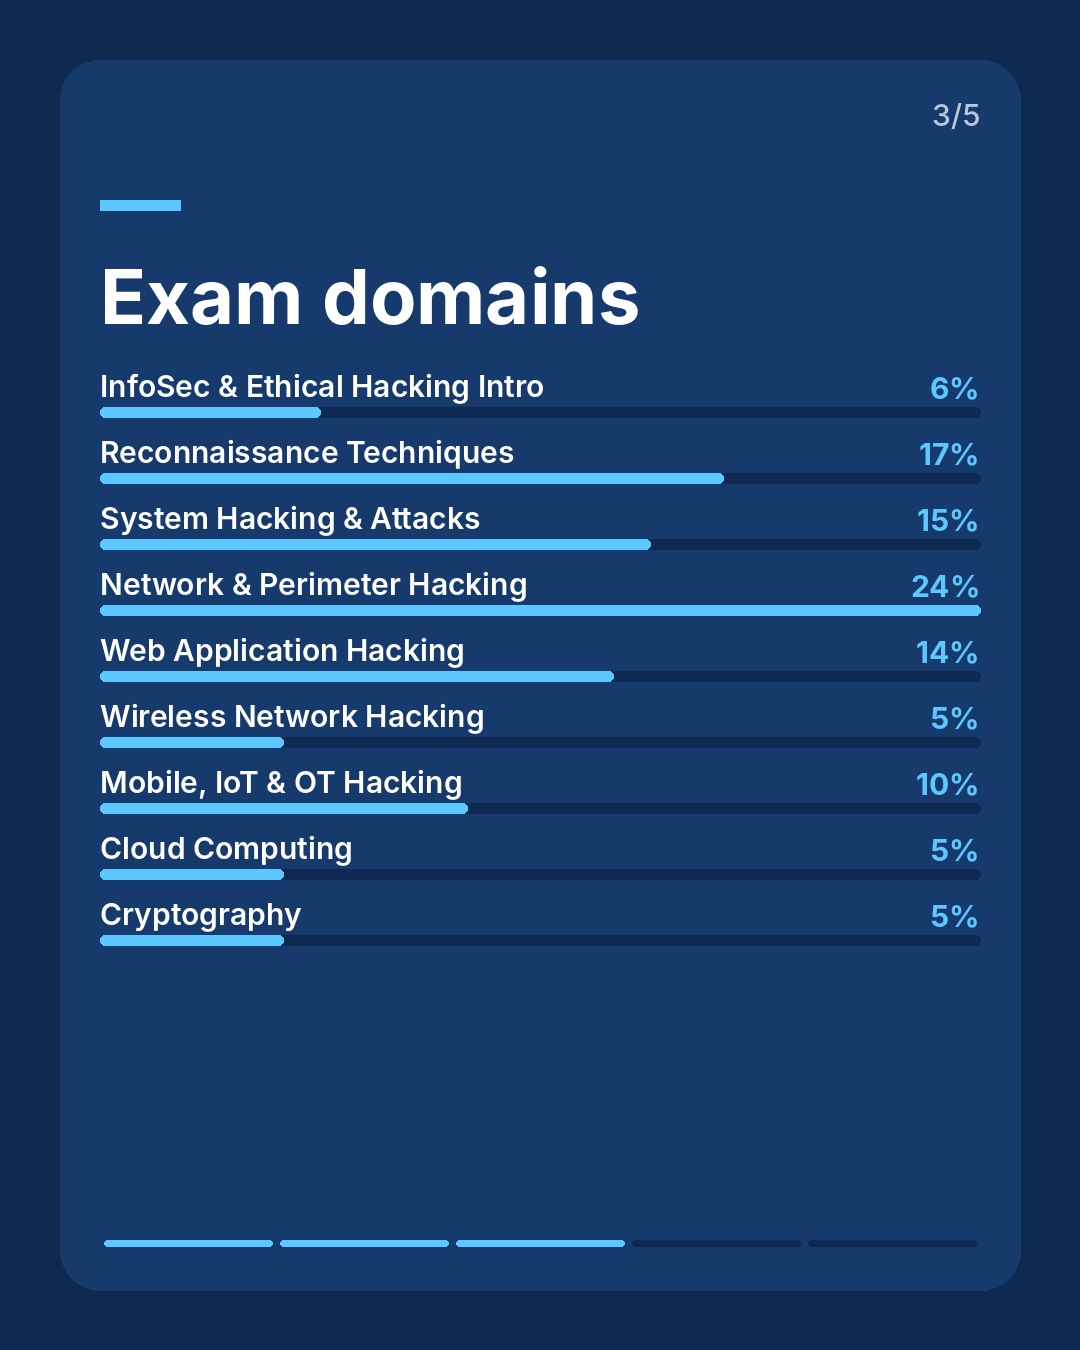 3/5
Exam domains
InfoSec & Ethical Hacking Intro 6%
Reconnaissance Techniques 17%
System Hacking & Attacks 15%
Network & Perimeter Hacking 24%
Web Application Hacking 14%
Wireless Network Hacking 5%
Mobile, IoT & OT Hacking 10%
Cloud Computing 5%
Cryptography 5%